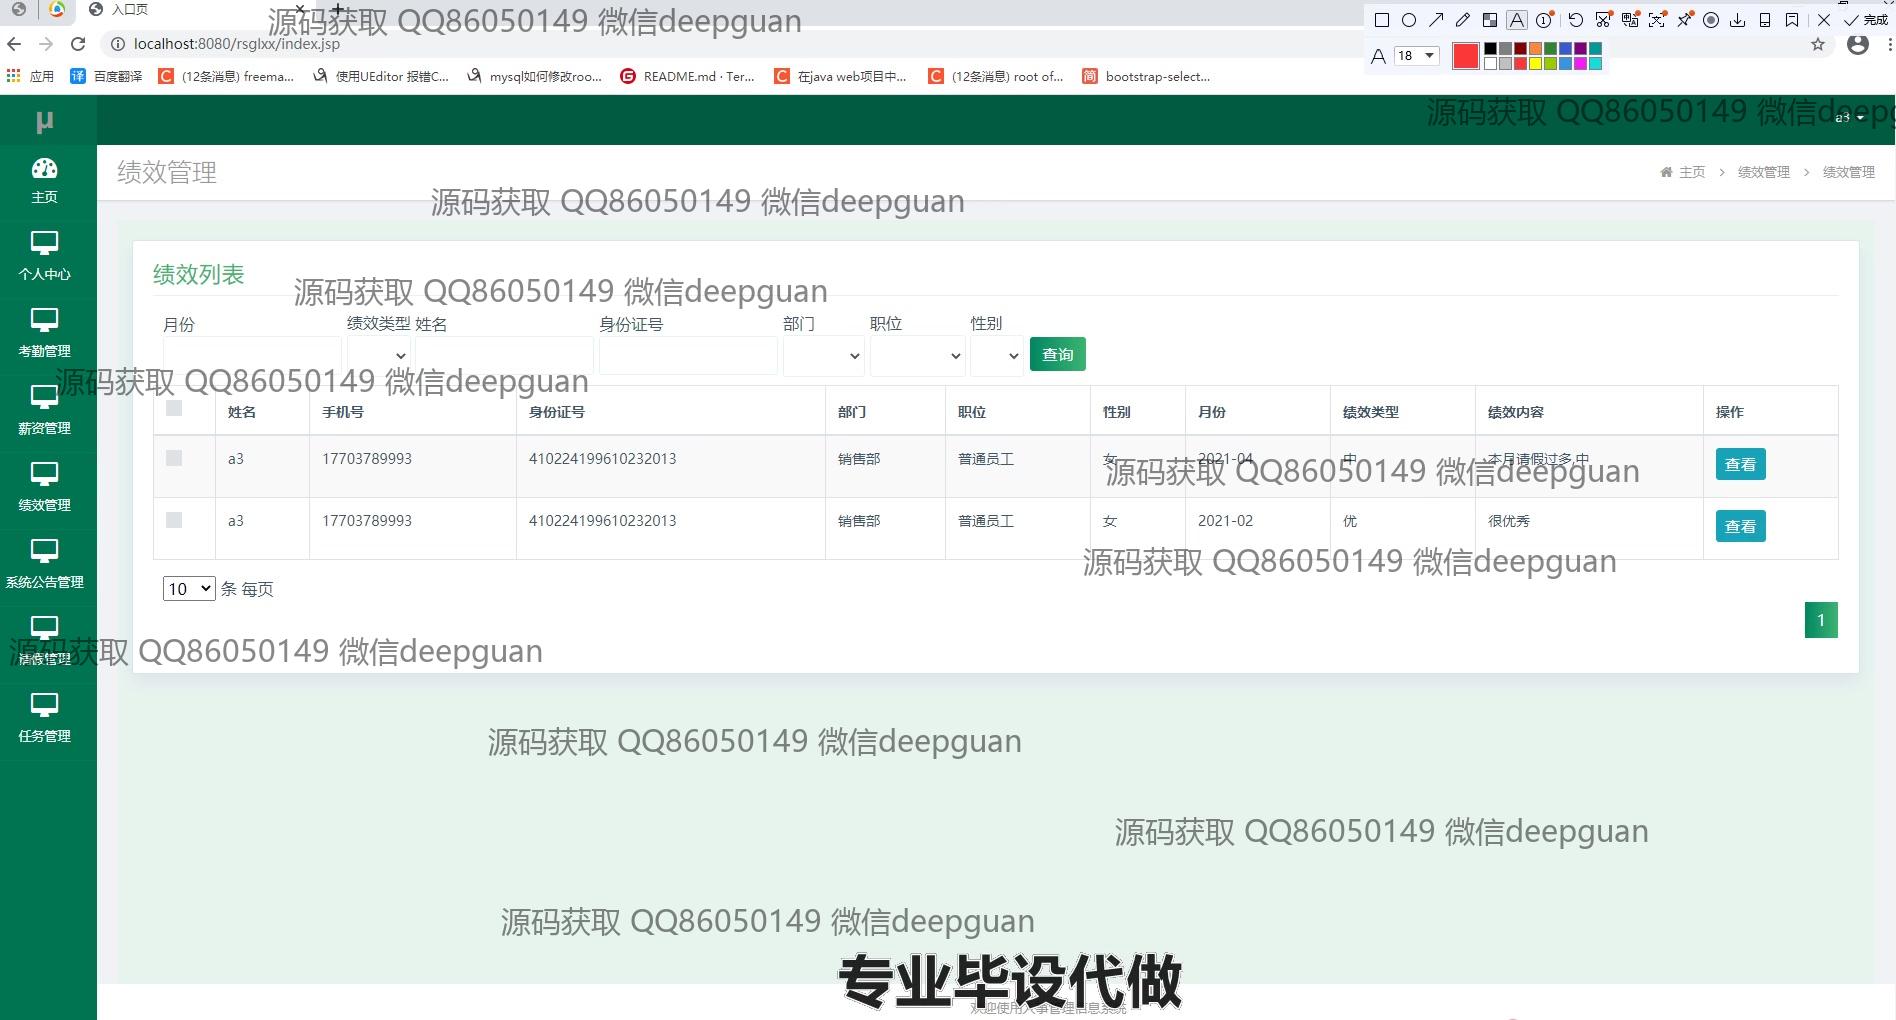 入口页
源码获取 QQ86050149 微信deepguan
完成
localhost:8080/rsglxx/index.jsp
A 18
应用 百度翻译 (12条消息) freema... 使用UEditor 报错C... mysql如何修改roo... README.md · Ter... 在java web项目中... (12条消息) root of... bootstrap-select...
源码获取 QQ86050149 微信deepg
μ
a3
主页
绩效管理
主页 > 绩效管理 > 绩效管理
源码获取 QQ86050149 微信deepguan
个人中心
绩效列表
源码获取 QQ86050149 微信deepguan
月份 绩效类型 姓名 身份证号 部门 职位 性别
查询
考勤管理
源码获取 QQ86050149 微信deepguan
姓名 手机号 身份证号 部门 职位 性别 月份 绩效类型 绩效内容 操作
薪资管理
a3 17703789993 410224199610232013 销售部 普通员工 女 2021-04 中 本月请假过多,中 查看
源码获取 QQ86050149 微信deepguan
绩效管理
a3 17703789993 410224199610232013 销售部 普通员工 女 2021-02 优 很优秀 查看
源码获取 QQ86050149 微信deepguan
系统公告管理
10 条 每页
1
源码获取 QQ86050149 微信deepguan
请假管理
任务管理
源码获取 QQ86050149 微信deepguan
源码获取 QQ86050149 微信deepguan
源码获取 QQ86050149 微信deepguan
专业毕设代做
欢迎使用人事管理信息系统